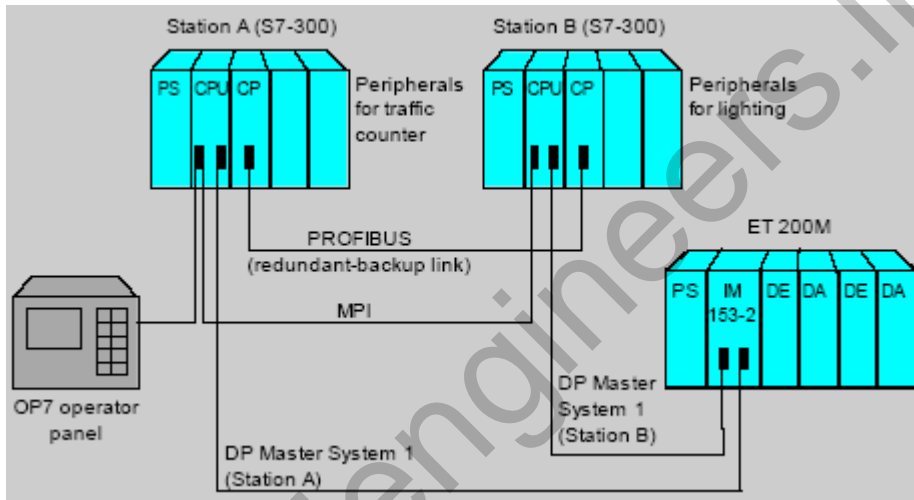 Station A (S7-300)
Station B (S7-300)
PS CPU CP
Peripherals
for traffic
counter
PS CPU CP
Peripherals
for lighting
PROFIBUS
(redundant-backup link)
MPI
ET 200M
PS IM
153-2
DE DA DE DA
OP7 operator
panel
DP Master
System 1
(Station B)
DP Master System 1
(Station A)